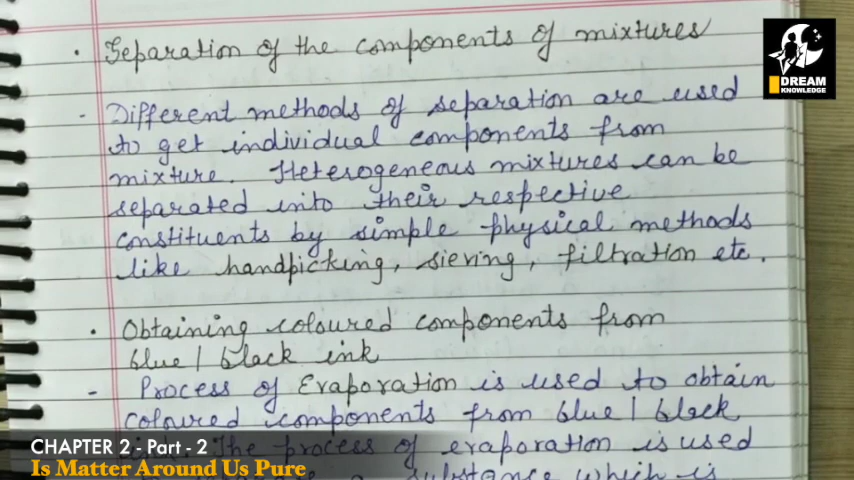 • Separation of the components of mixtures
- Different methods of separation are used
to get individual components from
mixture. Heterogeneous mixtures can be
separated into their respective
constituents by simple physical methods
like handpicking, sieving, filtration etc.
• Obtaining coloured components from
blue / black ink
- Process of Evaporation is used to obtain
coloured components from blue / black
The process of evaporation is used
substance which is
DREAM
KNOWLEDGE
CHAPTER 2 - Part - 2
Is Matter Around Us Pure